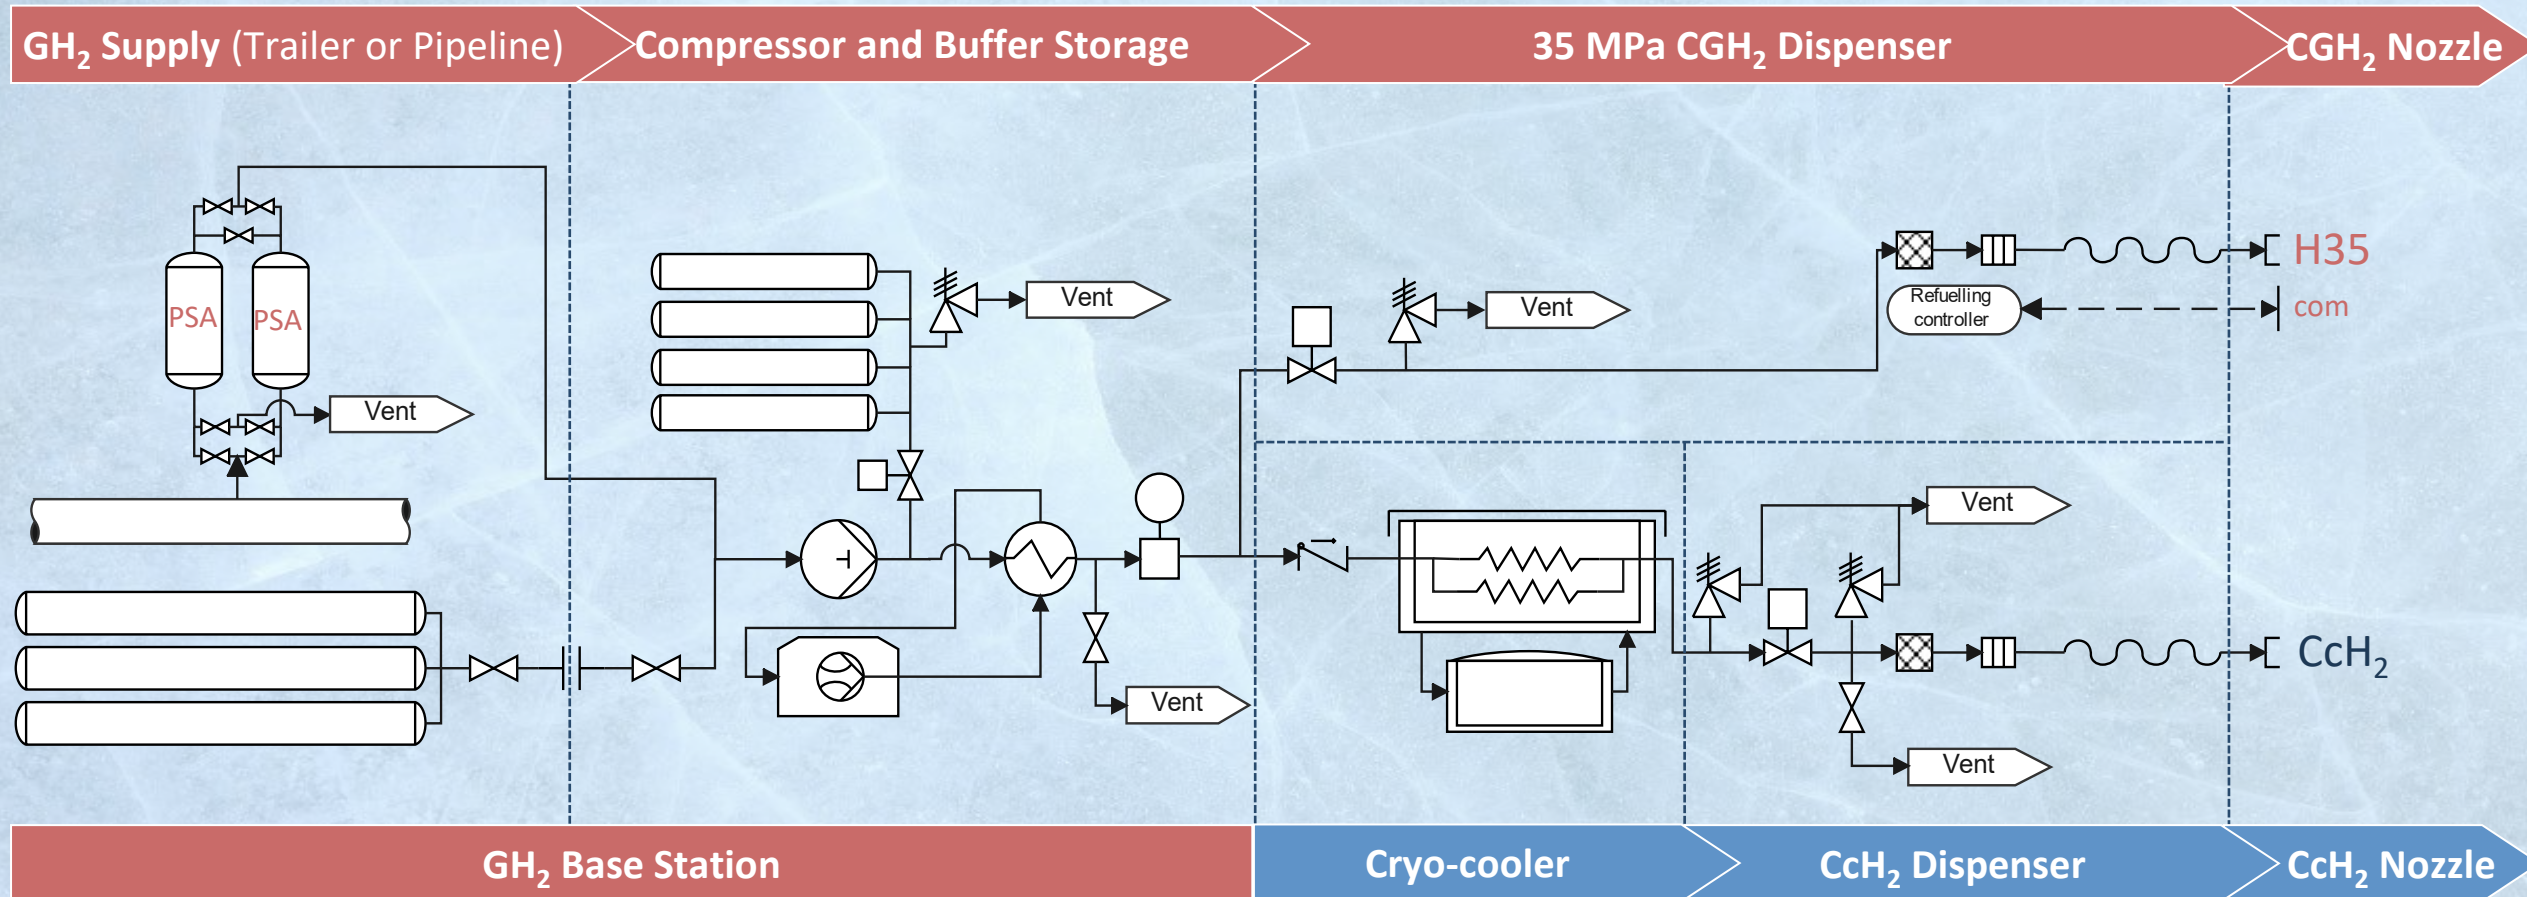 GH₂ Supply (Trailer or Pipeline)
Compressor and Buffer Storage
35 MPa CGH₂ Dispenser
CGH₂ Nozzle
PSA
PSA
Vent
Vent
Vent
Refuelling
controller
H35
com
Vent
Vent
Vent
CcH₂
GH₂ Base Station
Cryo-cooler
CcH₂ Dispenser
CcH₂ Nozzle